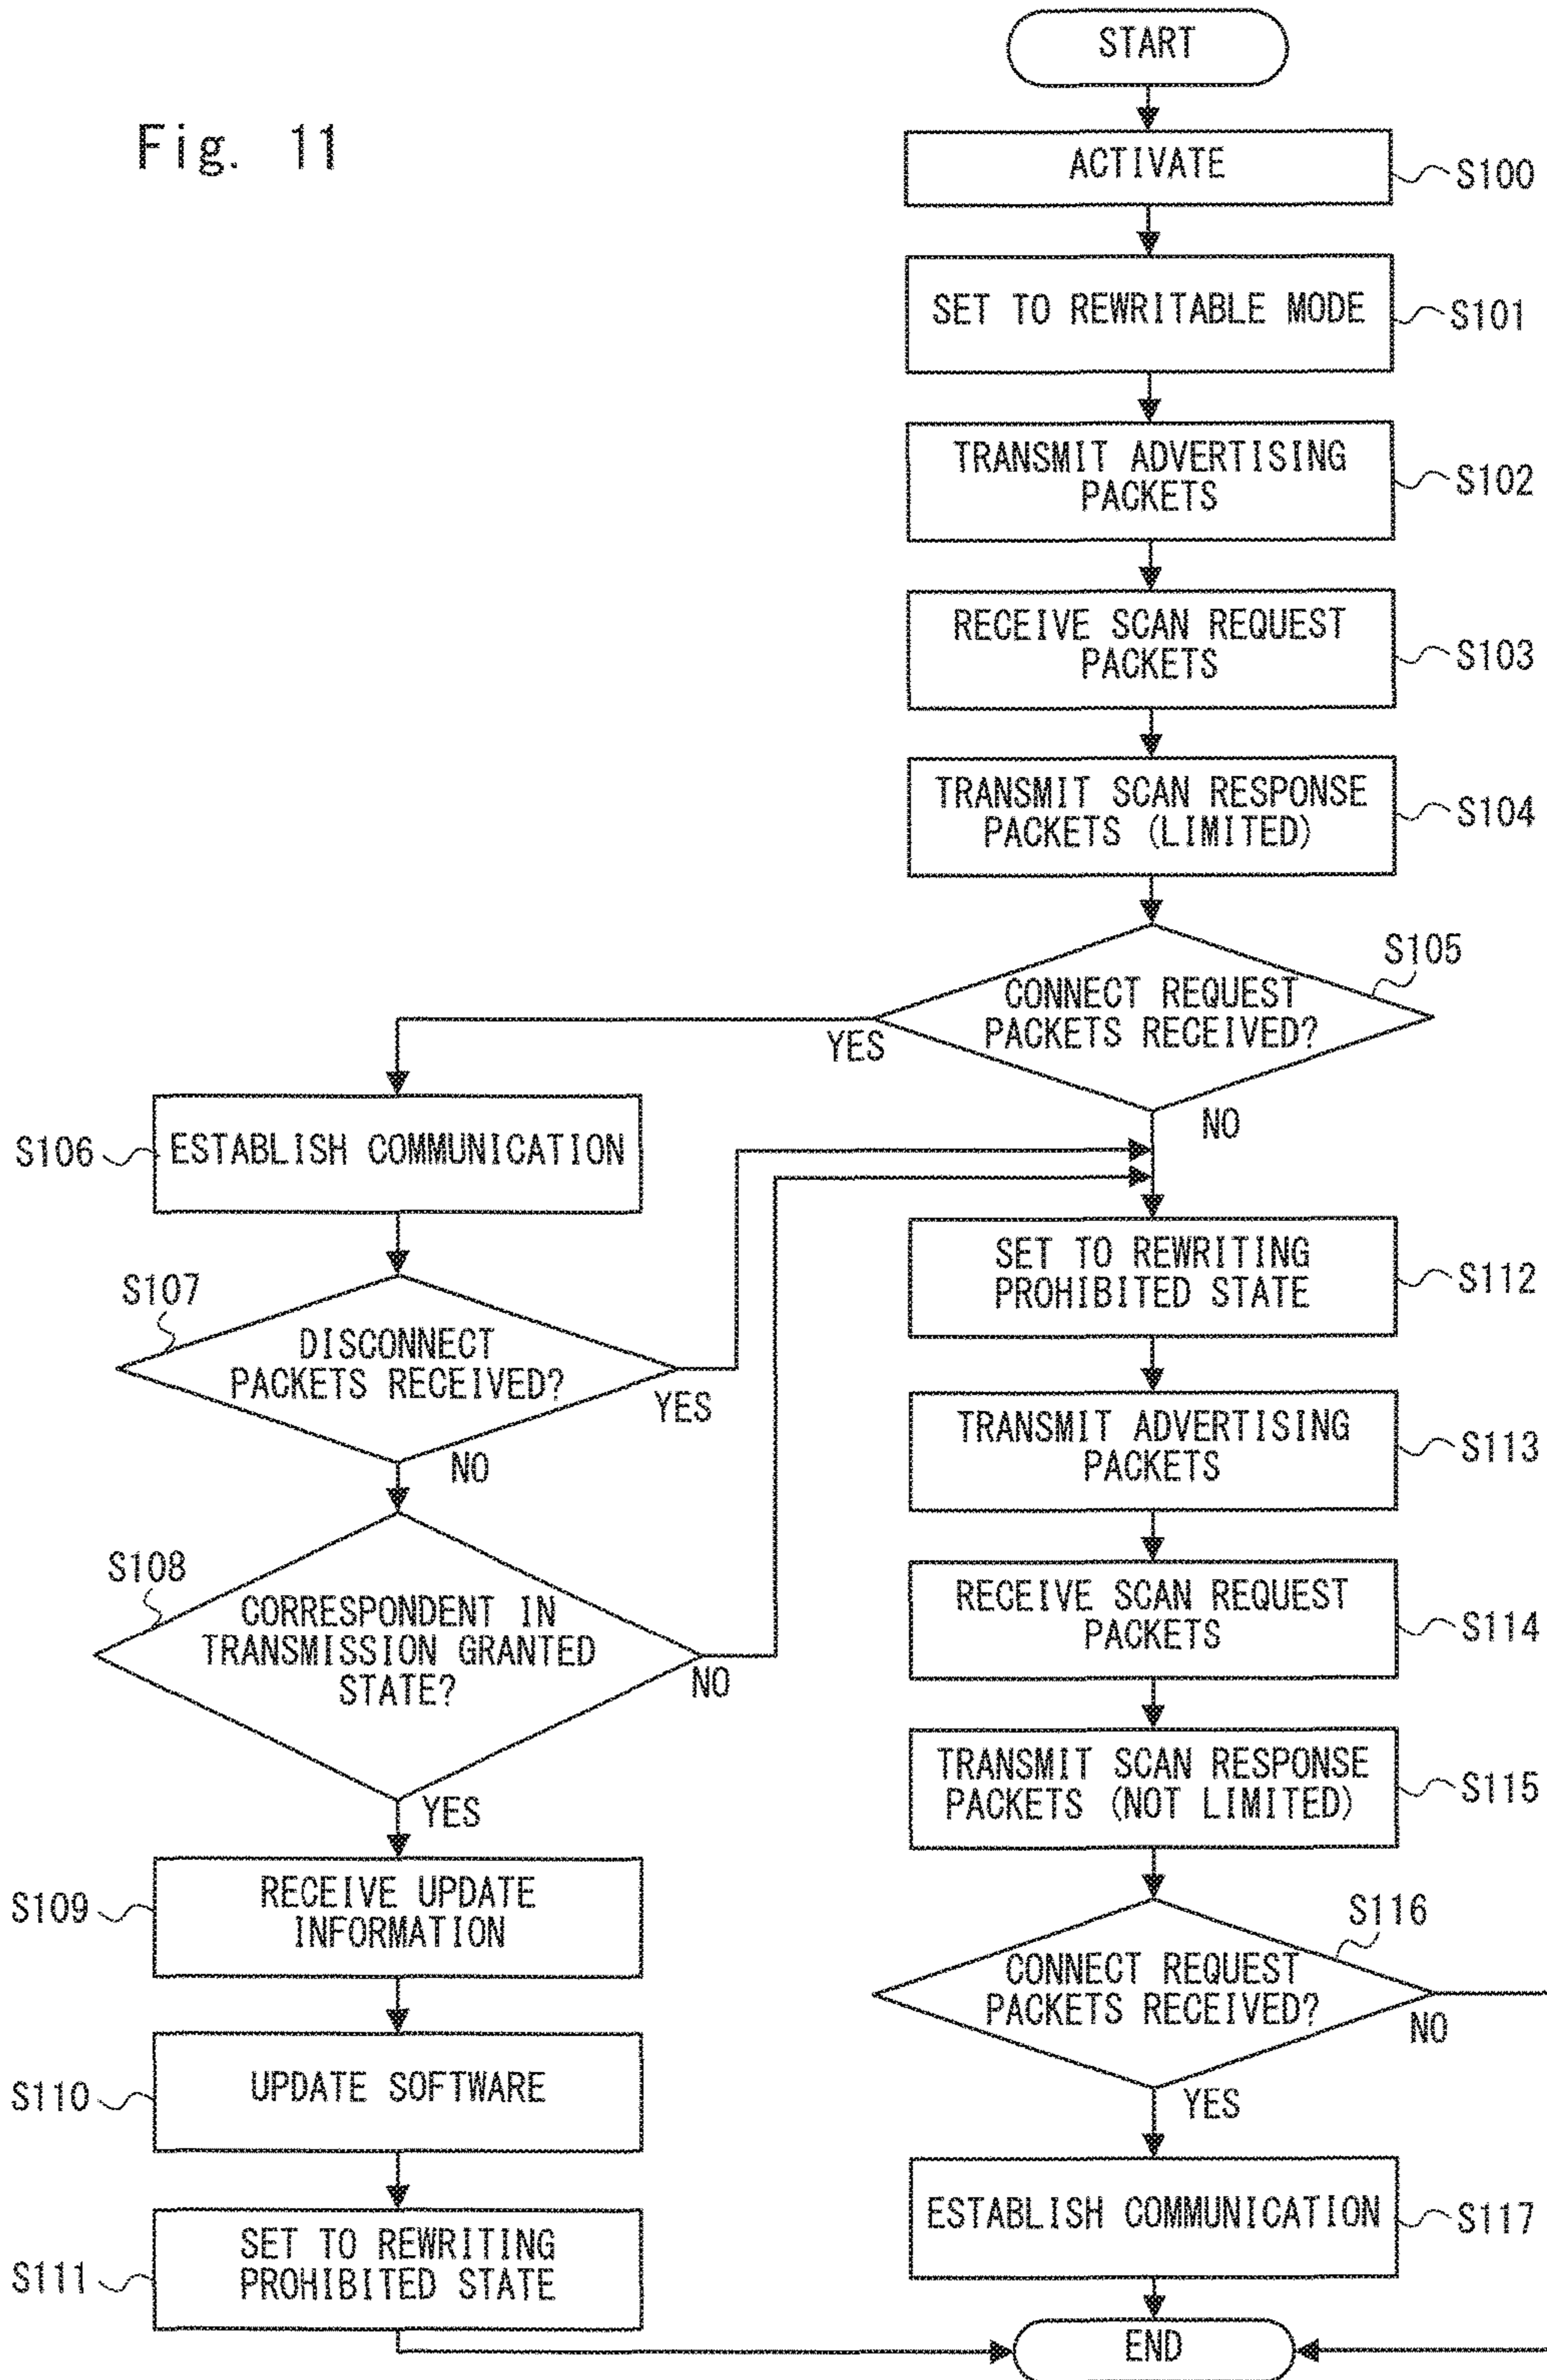 Fig. 11
START
ACTIVATE
S100
SET TO REWRITABLE MODE
S101
TRANSMIT ADVERTISING
PACKETS
S102
RECEIVE SCAN REQUEST
PACKETS
S103
TRANSMIT SCAN RESPONSE
PACKETS (LIMITED)
S104
S105
CONNECT REQUEST
PACKETS RECEIVED?
YES
NO
S106
ESTABLISH COMMUNICATION
S107
DISCONNECT
PACKETS RECEIVED?
YES
NO
S108
CORRESPONDENT IN
TRANSMISSION GRANTED
STATE?
NO
YES
S109
RECEIVE UPDATE
INFORMATION
S110
UPDATE SOFTWARE
S111
SET TO REWRITING
PROHIBITED STATE
SET TO REWRITING
PROHIBITED STATE
S112
TRANSMIT ADVERTISING
PACKETS
S113
RECEIVE SCAN REQUEST
PACKETS
S114
TRANSMIT SCAN RESPONSE
PACKETS (NOT LIMITED)
S115
S116
CONNECT REQUEST
PACKETS RECEIVED?
NO
YES
ESTABLISH COMMUNICATION
S117
END